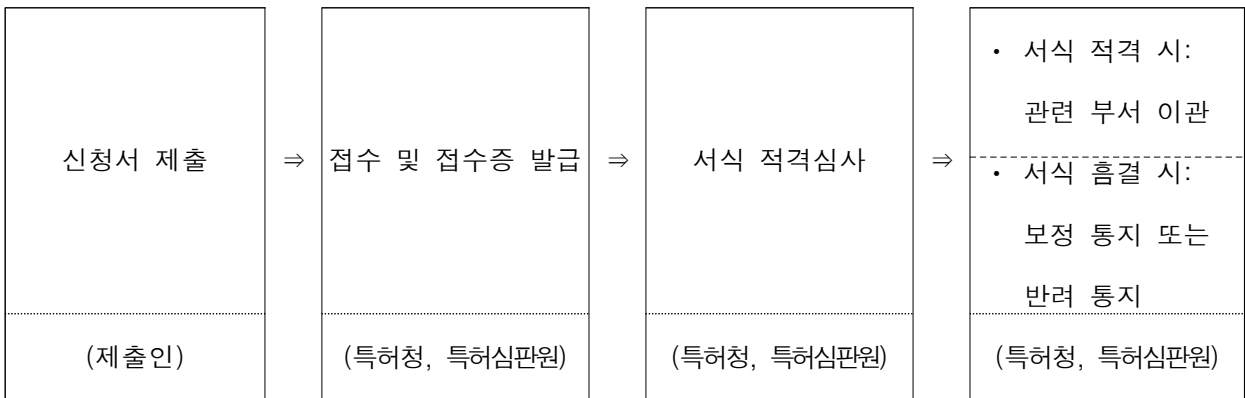 신청서 제출
⇒
접수 및 접수증 발급
⇒
서식 적격심사
⇒
• 서식 적격 시:
관련 부서 이관
• 서식 흠결 시:
보정 통지 또는
반려 통지
(제출인)
(특허청, 특허심판원)
(특허청, 특허심판원)
(특허청, 특허심판원)